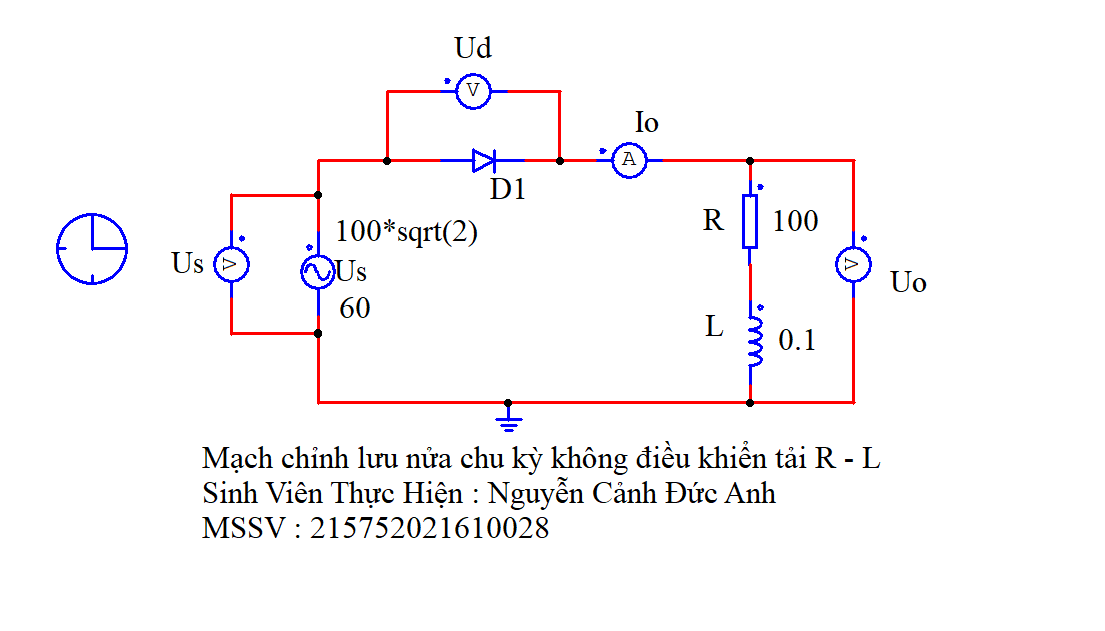 Ud
V
Io
A
D1
R
100
100*sqrt(2)
Us
V
Us
60
V
Uo
L
0.1
Mạch chỉnh lưu nửa chu kỳ không điều khiển tải R - L
Sinh Viên Thực Hiện : Nguyễn Cảnh Đức Anh
MSSV : 215752021610028